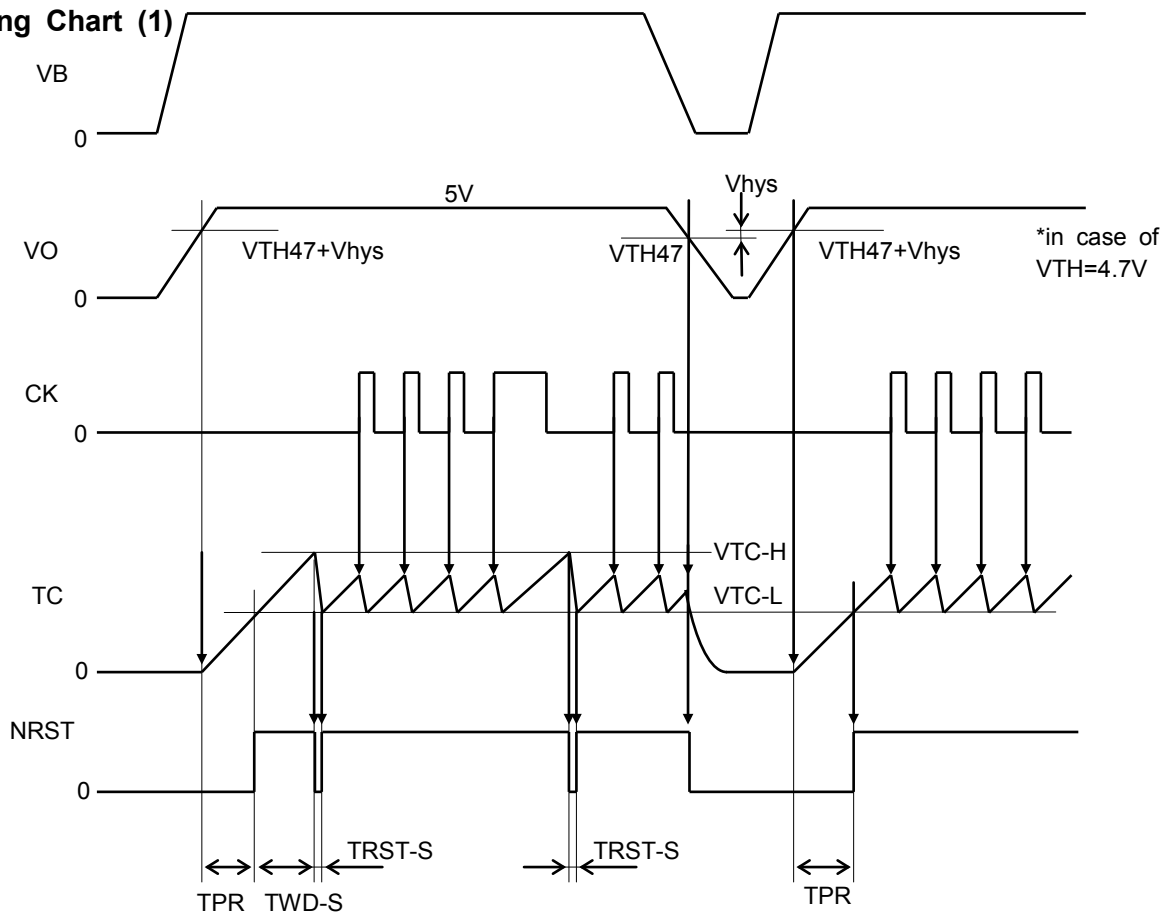 ng Chart (1)
VB
0
5V
Vhys
VO
VTH47+Vhys
VTH47
VTH47+Vhys
*in case of
VTH=4.7V
0
CK
0
VTC-H
TC
VTC-L
0
NRST
0
TRST-S
TRST-S
TPR
TWD-S
TPR